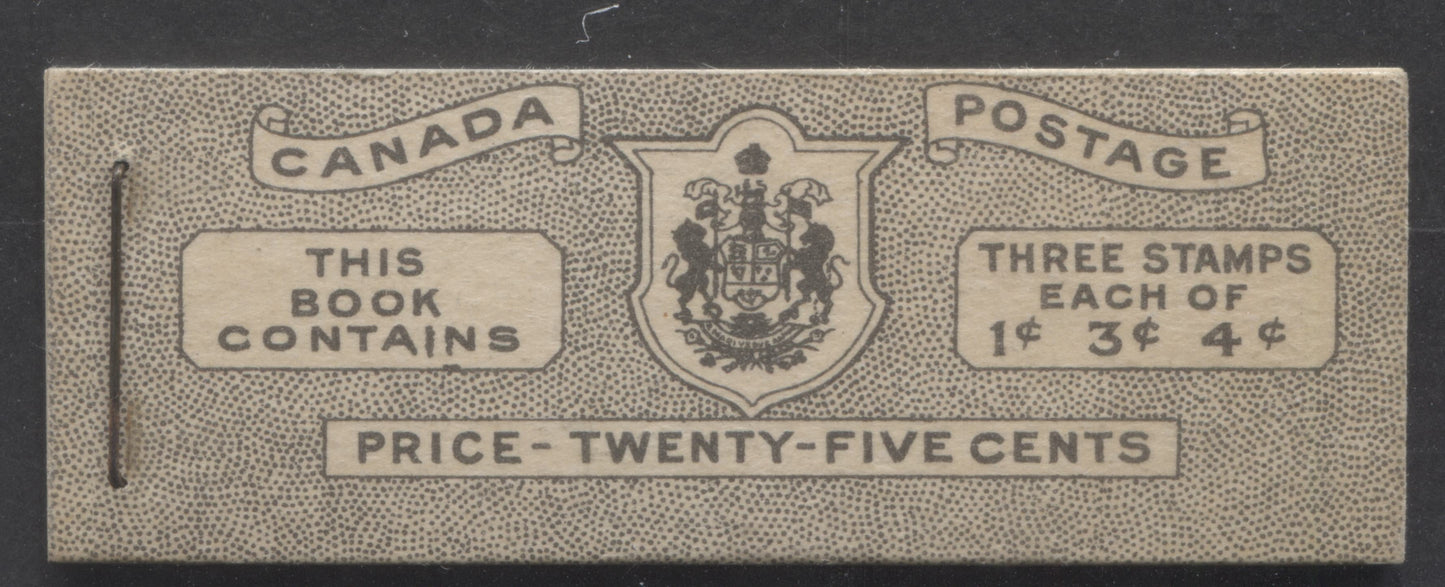 CANADA
POSTAGE
THIS
BOOK
CONTAINS
THREE STAMPS
EACH OF
1¢ 3¢ 4¢
PRICE - TWENTY-FIVE CENTS